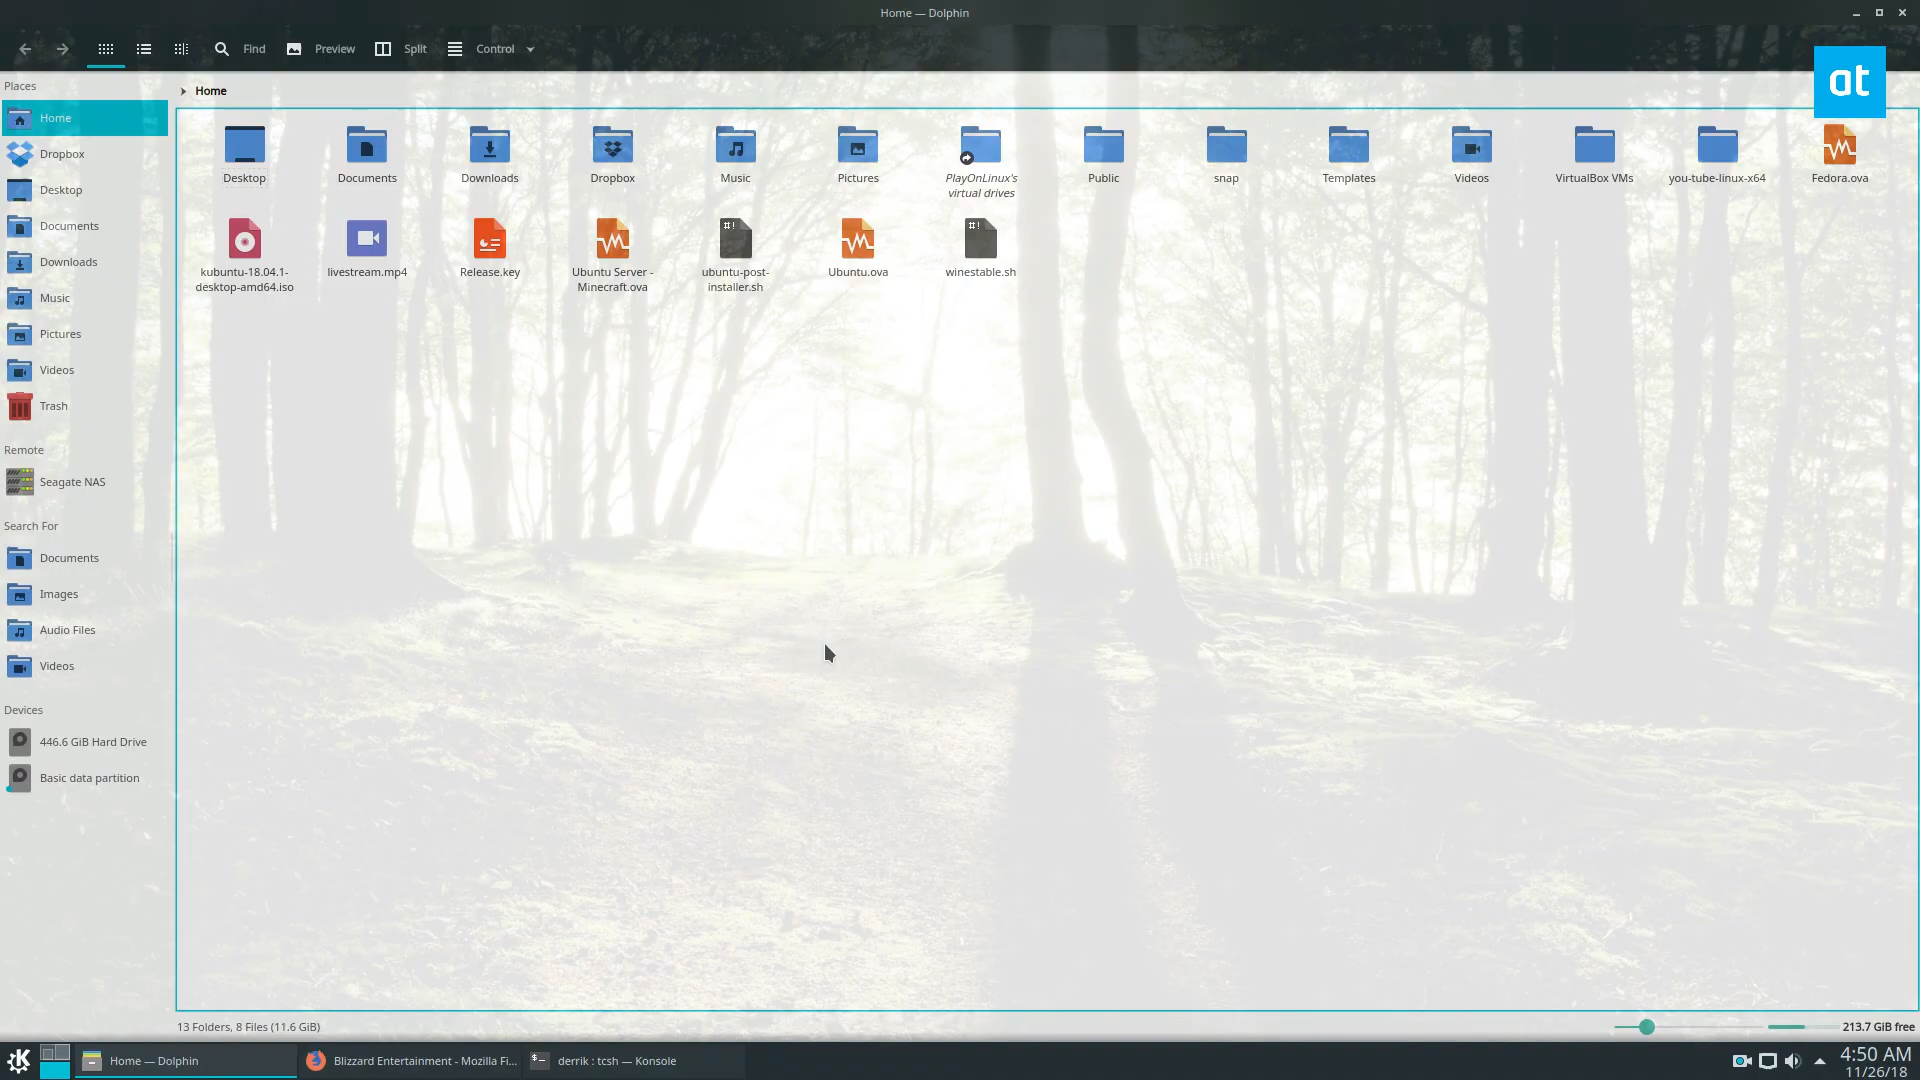 Home — Dolphin
Find
Preview
Split
Control
at
Places
Home
Dropbox
Desktop
Documents
Downloads
Music
Pictures
Videos
Trash
Remote
Seagate NAS
Search For
Documents
Images
Audio Files
Videos
Devices
446.6 GiB Hard Drive
Basic data partition
Home
Desktop
Documents
Downloads
Dropbox
Music
Pictures
PlayOnLinux's
virtual drives
Public
snap
Templates
Videos
VirtualBox VMs
you-tube-linux-x64
Fedora.ova
kubuntu-18.04.1-
desktop-amd64.iso
livestream.mp4
Release.key
Ubuntu Server -
Minecraft.ova
#!
ubuntu-post-
installer.sh
Ubuntu.ova
#!
winestable.sh
13 Folders, 8 Files (11.6 GiB)
213.7 GiB free
Home — Dolphin
Blizzard Entertainment - Mozilla Fi...
derrik : tcsh — Konsole
4:50 AM
11/26/18